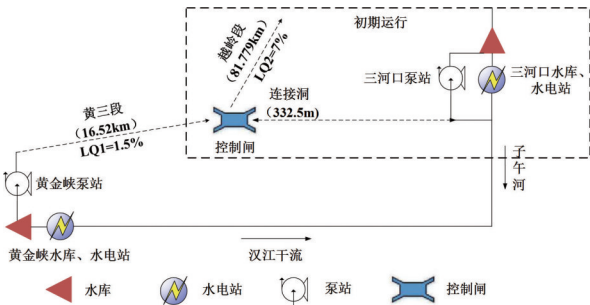 初期运行
越岭段
(81.779km)
LQ2=7%
三河口泵站
三河口水库、
水电站
连接洞
(332.5m)
控制闸
黄三段
(16.52km)
LQ1=1.5%
黄金峡泵站
子午河
黄金峡水库、水电站
汉江干流
水库
水电站
泵站
控制闸